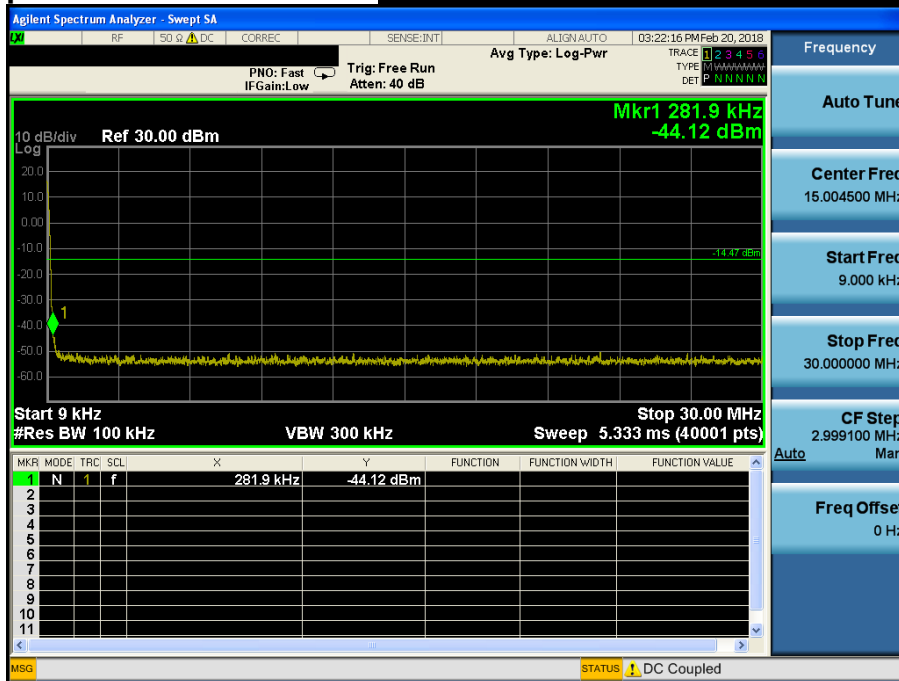 Agilent Spectrum Analyzer - Swept SA
LXI RF 50 Ω DC CORREC SENSE:INT ALIGN AUTO 03:22:16 PM Feb 20, 2018
Avg Type: Log-Pwr
TRACE 1 2 3 4 5 6
TYPE M
DET P N N N N N
PNO: Fast
IFGain:Low
Trig: Free Run
Atten: 40 dB
Frequency
Auto Tune
Mkr1 281.9 kHz
-44.12 dBm
10 dB/div Ref 30.00 dBm
Log
20.0
10.0
0.00
-10.0
-14.47 dBm
-20.0
-30.0
1
-40.0
-50.0
-60.0
Center Freq
15.004500 MHz
Start Freq
9.000 kHz
Stop Freq
30.000000 MHz
Start 9 kHz Stop 30.00 MHz
#Res BW 100 kHz VBW 300 kHz Sweep 5.333 ms (40001 pts)
CF Step
2.999100 MHz
Auto Man
MKR MODE TRC SCL X Y FUNCTION FUNCTION WIDTH FUNCTION VALUE
1 N 1 f 281.9 kHz -44.12 dBm
2
3
4
5
6
7
8
9
10
11
Freq Offset
0 Hz
MSG STATUS DC Coupled